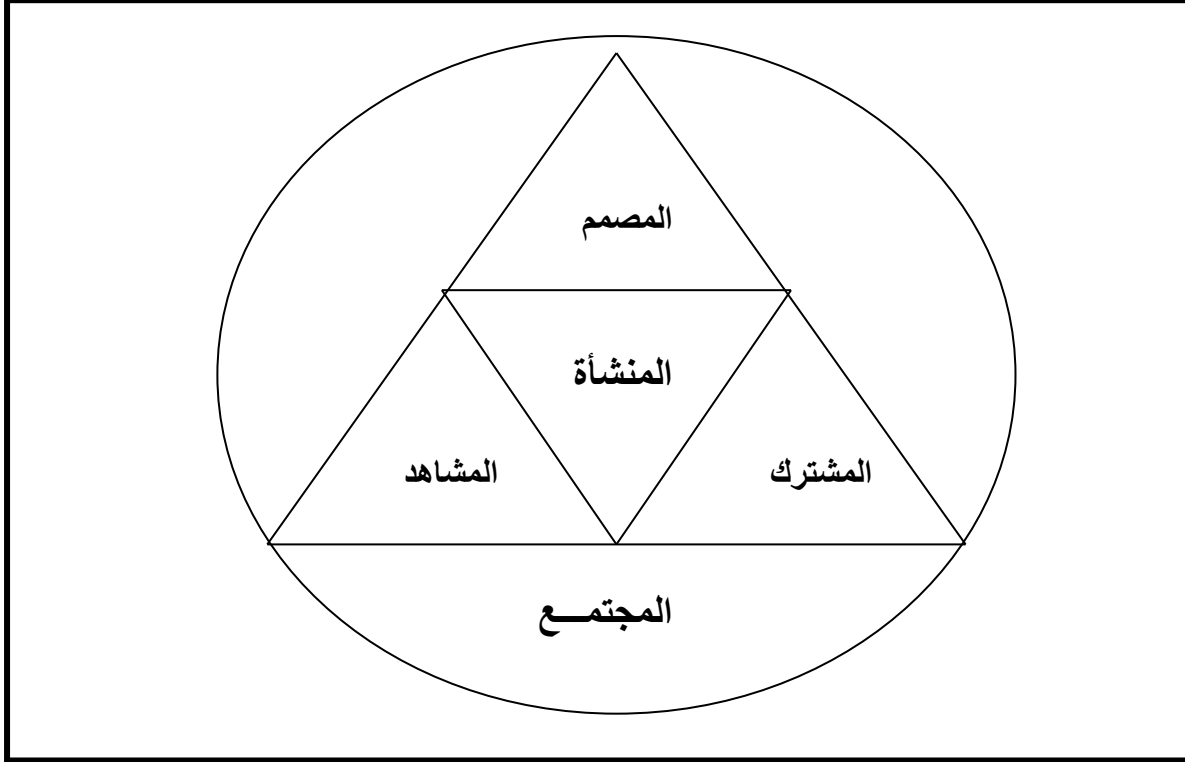 المصمم
المنشأة
المشترك
المشاهد
المجتمـــع